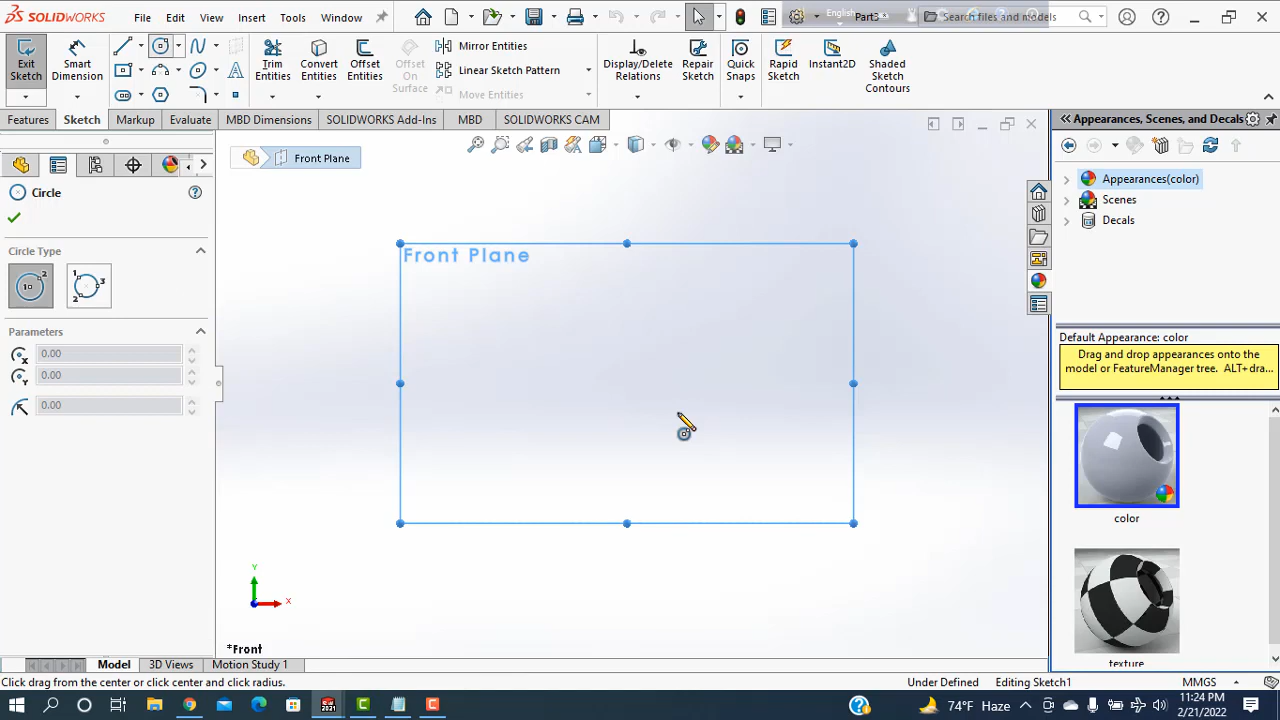 SOLIDWORKS
File
Edit
View
Insert
Tools
Window
English
Part3
Search files and models
Exit
Sketch
Smart
Dimension
Trim
Entities
Convert
Entities
Offset
Entities
Offset
On
Surface
Mirror Entities
Linear Sketch Pattern
Move Entities
Display/Delete
Relations
Repair
Sketch
Quick
Snaps
Rapid
Sketch
Instant2D
Shaded
Sketch
Contours
Features
Sketch
Markup
Evaluate
MBD Dimensions
SOLIDWORKS Add-Ins
MBD
SOLIDWORKS CAM
Circle
Circle Type
Parameters
0.00
0.00
0.00
Front Plane
Front Plane
Y
X
*Front
Appearances, Scenes, and Decals
Appearances(color)
Scenes
Decals
Default Appearance: color
Drag and drop appearances onto the
model or FeatureManager tree. ALT+dra...
color
texture
Model
3D Views
Motion Study 1
Click drag from the center or click center and click radius.
Under Defined
Editing Sketch1
MMGS
74°F Haze
11:24 PM
2/21/2022